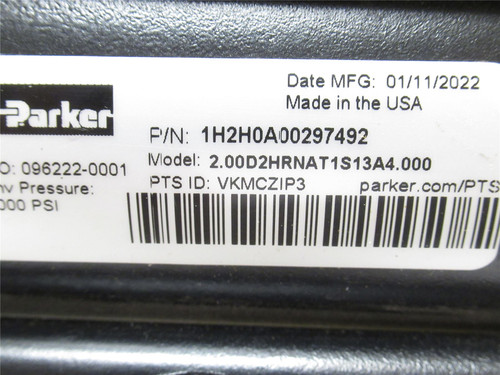 Date MFG: 01/11/2022
Made in the USA
Parker
P/N: 1H2H0A00297492
Model: 2.00D2HRNAT1S13A4.000
O: 096222-0001
PTS ID: VKMCZIP3 parker.com/PTS
nv Pressure:
000 PSI